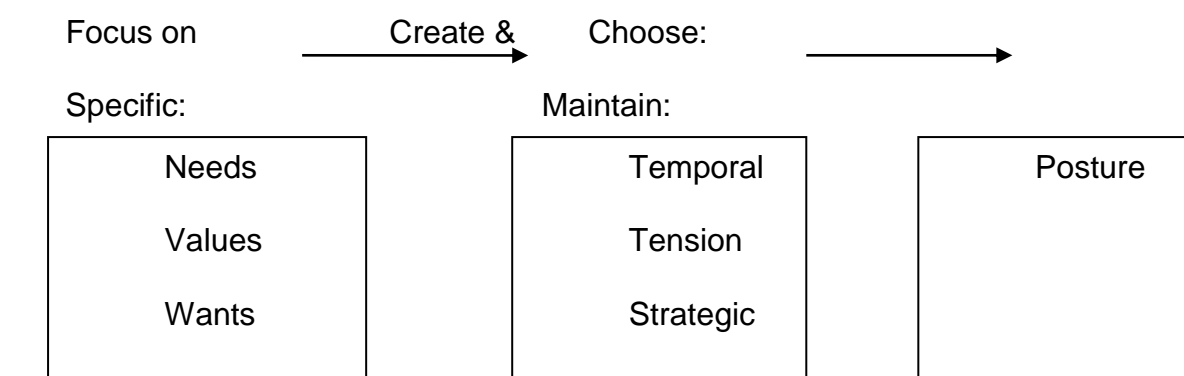 Focus on Create & Choose:
Specific: Maintain:
Needs Temporal Posture
Values Tension
Wants Strategic